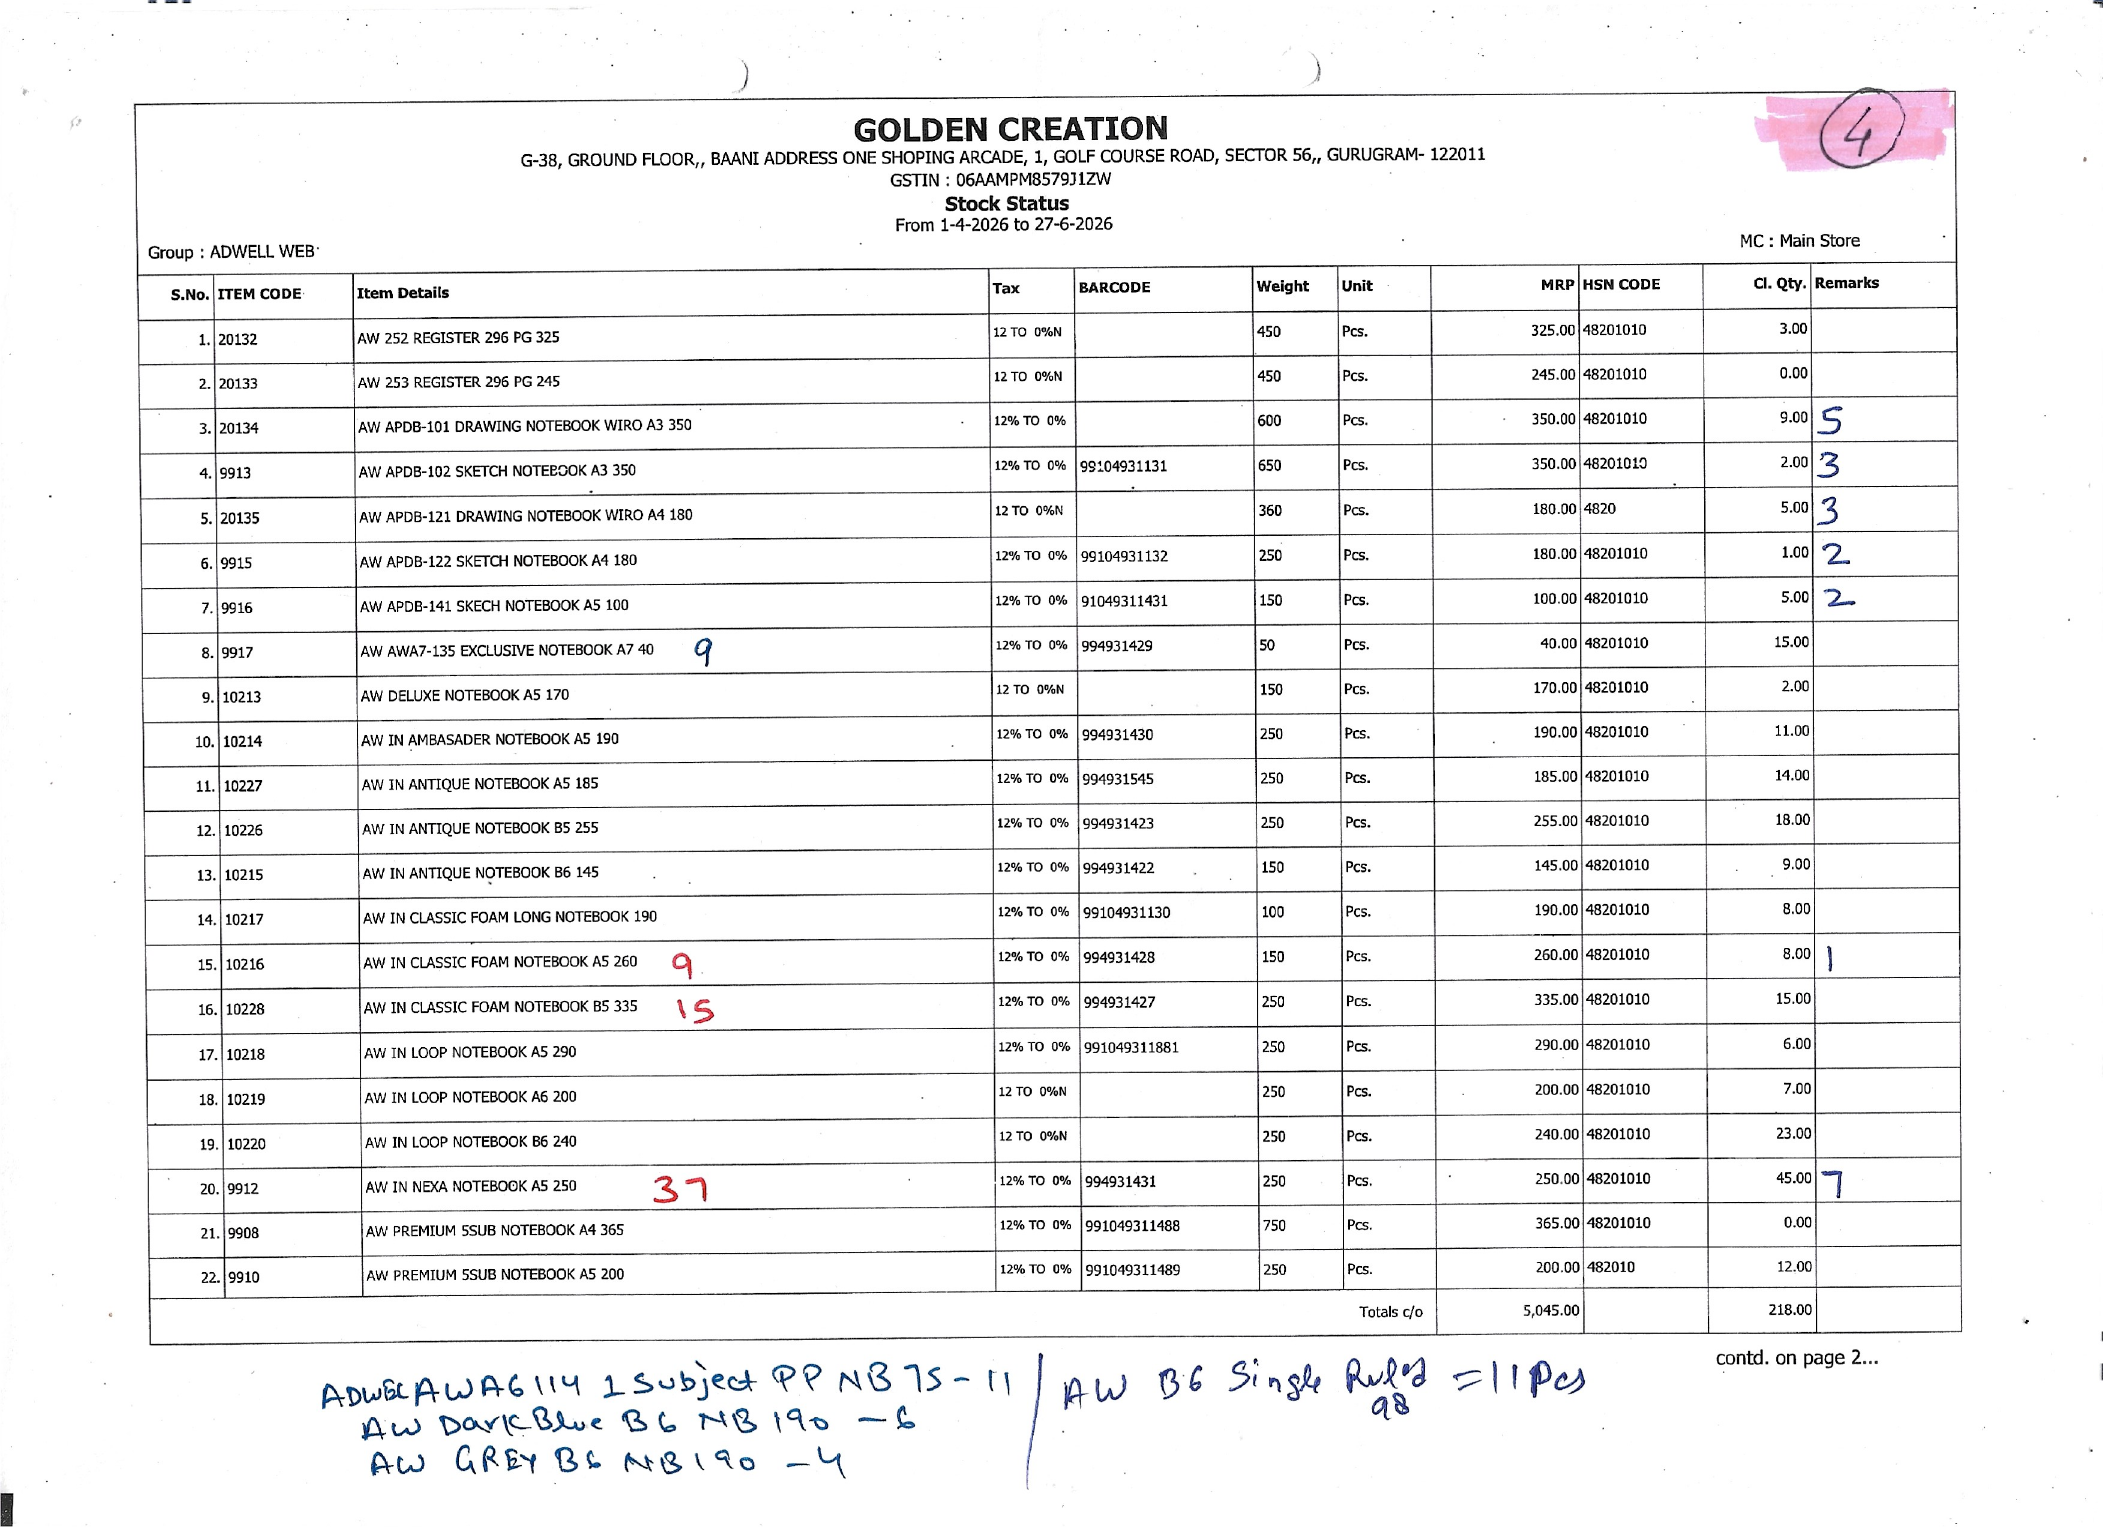 4
GOLDEN CREATION
G-38, GROUND FLOOR,, BAANI ADDRESS ONE SHOPING ARCADE, 1, GOLF COURSE ROAD, SECTOR 56,, GURUGRAM- 122011
GSTIN : 06AAMPM8579J1ZW
Stock Status
From 1-4-2026 to 27-6-2026
Group : ADWELL WEB MC : Main Store
S.No. ITEM CODE Item Details Tax BARCODE Weight Unit MRP HSN CODE Cl. Qty. Remarks
1. 20132 AW 252 REGISTER 296 PG 325 12 TO 0%N 450 Pcs. 325.00 48201010 3.00
2. 20133 AW 253 REGISTER 296 PG 245 12 TO 0%N 450 Pcs. 245.00 48201010 0.00
3. 20134 AW APDB-101 DRAWING NOTEBOOK WIRO A3 350 12% TO 0% 600 Pcs. 350.00 48201010 9.00 5
4. 9913 AW APDB-102 SKETCH NOTEBOOK A3 350 12% TO 0% 99104931131 650 Pcs. 350.00 48201010 2.00 3
5. 20135 AW APDB-121 DRAWING NOTEBOOK WIRO A4 180 12 TO 0%N 360 Pcs. 180.00 4820 5.00 3
6. 9915 AW APDB-122 SKETCH NOTEBOOK A4 180 12% TO 0% 99104931132 250 Pcs. 180.00 48201010 1.00 2
7. 9916 AW APDB-141 SKECH NOTEBOOK A5 100 12% TO 0% 91049311431 150 Pcs. 100.00 48201010 5.00 2
8. 9917 AW AWA7-135 EXCLUSIVE NOTEBOOK A7 40 9 12% TO 0% 994931429 50 Pcs. 40.00 48201010 15.00
9. 10213 AW DELUXE NOTEBOOK A5 170 12 TO 0%N 150 Pcs. 170.00 48201010 2.00
10. 10214 AW IN AMBASADER NOTEBOOK A5 190 12% TO 0% 994931430 250 Pcs. 190.00 48201010 11.00
11. 10227 AW IN ANTIQUE NOTEBOOK A5 185 12% TO 0% 994931545 250 Pcs. 185.00 48201010 14.00
12. 10226 AW IN ANTIQUE NOTEBOOK B5 255 12% TO 0% 994931423 250 Pcs. 255.00 48201010 18.00
13. 10215 AW IN ANTIQUE NOTEBOOK B6 145 12% TO 0% 994931422 150 Pcs. 145.00 48201010 9.00
14. 10217 AW IN CLASSIC FOAM LONG NOTEBOOK 190 12% TO 0% 99104931130 100 Pcs. 190.00 48201010 8.00
15. 10216 AW IN CLASSIC FOAM NOTEBOOK A5 260 9 12% TO 0% 994931428 150 Pcs. 260.00 48201010 8.00 1
16. 10228 AW IN CLASSIC FOAM NOTEBOOK B5 335 15 12% TO 0% 994931427 250 Pcs. 335.00 48201010 15.00
17. 10218 AW IN LOOP NOTEBOOK A5 290 12% TO 0% 991049311881 250 Pcs. 290.00 48201010 6.00
18. 10219 AW IN LOOP NOTEBOOK A6 200 12 TO 0%N 250 Pcs. 200.00 48201010 7.00
19. 10220 AW IN LOOP NOTEBOOK B6 240 12 TO 0%N 250 Pcs. 240.00 48201010 23.00
20. 9912 AW IN NEXA NOTEBOOK A5 250 37 12% TO 0% 994931431 250 Pcs. 250.00 48201010 45.00 7
21. 9908 AW PREMIUM 5SUB NOTEBOOK A4 365 12% TO 0% 991049311488 750 Pcs. 365.00 48201010 0.00
22. 9910 AW PREMIUM 5SUB NOTEBOOK A5 200 12% TO 0% 991049311489 250 Pcs. 200.00 482010 12.00
Totals c/o 5,045.00 218.00
contd. on page 2...
ADWEL AWA6114 1 Subject PP NB 75 - 11
AW Dark Blue B6 NB 190 - 6
AW GREY B6 NB 190 - 4
AW B6 Single Ruled = 11 Pcs
98